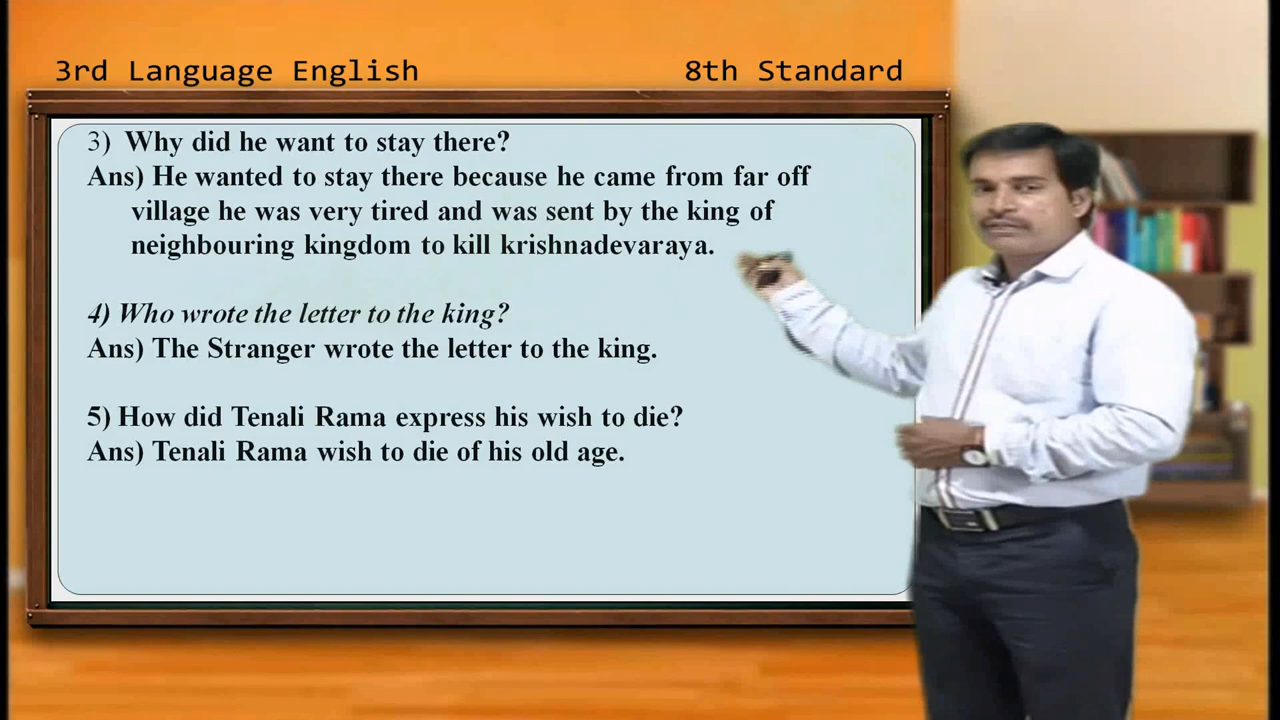 3rd Language English
8th Standard
3) Why did he want to stay there?
Ans) He wanted to stay there because he came from far off
village he was very tired and was sent by the king of
neighbouring kingdom to kill krishnadevaraya.
4) Who wrote the letter to the king?
Ans) The Stranger wrote the letter to the king.
5) How did Tenali Rama express his wish to die?
Ans) Tenali Rama wish to die of his old age.